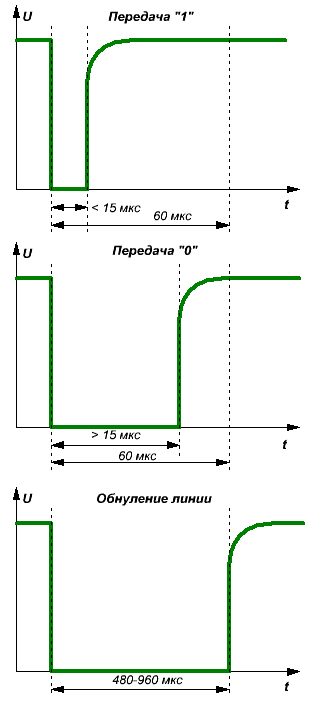 U
Передача "1"
< 15 мкс
60 мкс
t
U
Передача "0"
> 15 мкс
60 мкс
t
U
Обнуление линии
480-960 мкс
t